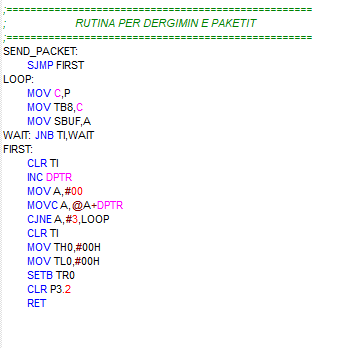 ;==================================================
; RUTINA PER DERGIMIN E PAKETIT
;==================================================
SEND_PACKET:
SJMP FIRST
LOOP:
MOV C,P
MOV TB8,C
MOV SBUF,A
WAIT: JNB TI,WAIT
FIRST:
CLR TI
INC DPTR
MOV A,#00
MOVC A,@A+DPTR
CJNE A,#3,LOOP
CLR TI
MOV TH0,#00H
MOV TL0,#00H
SETB TR0
CLR P3.2
RET